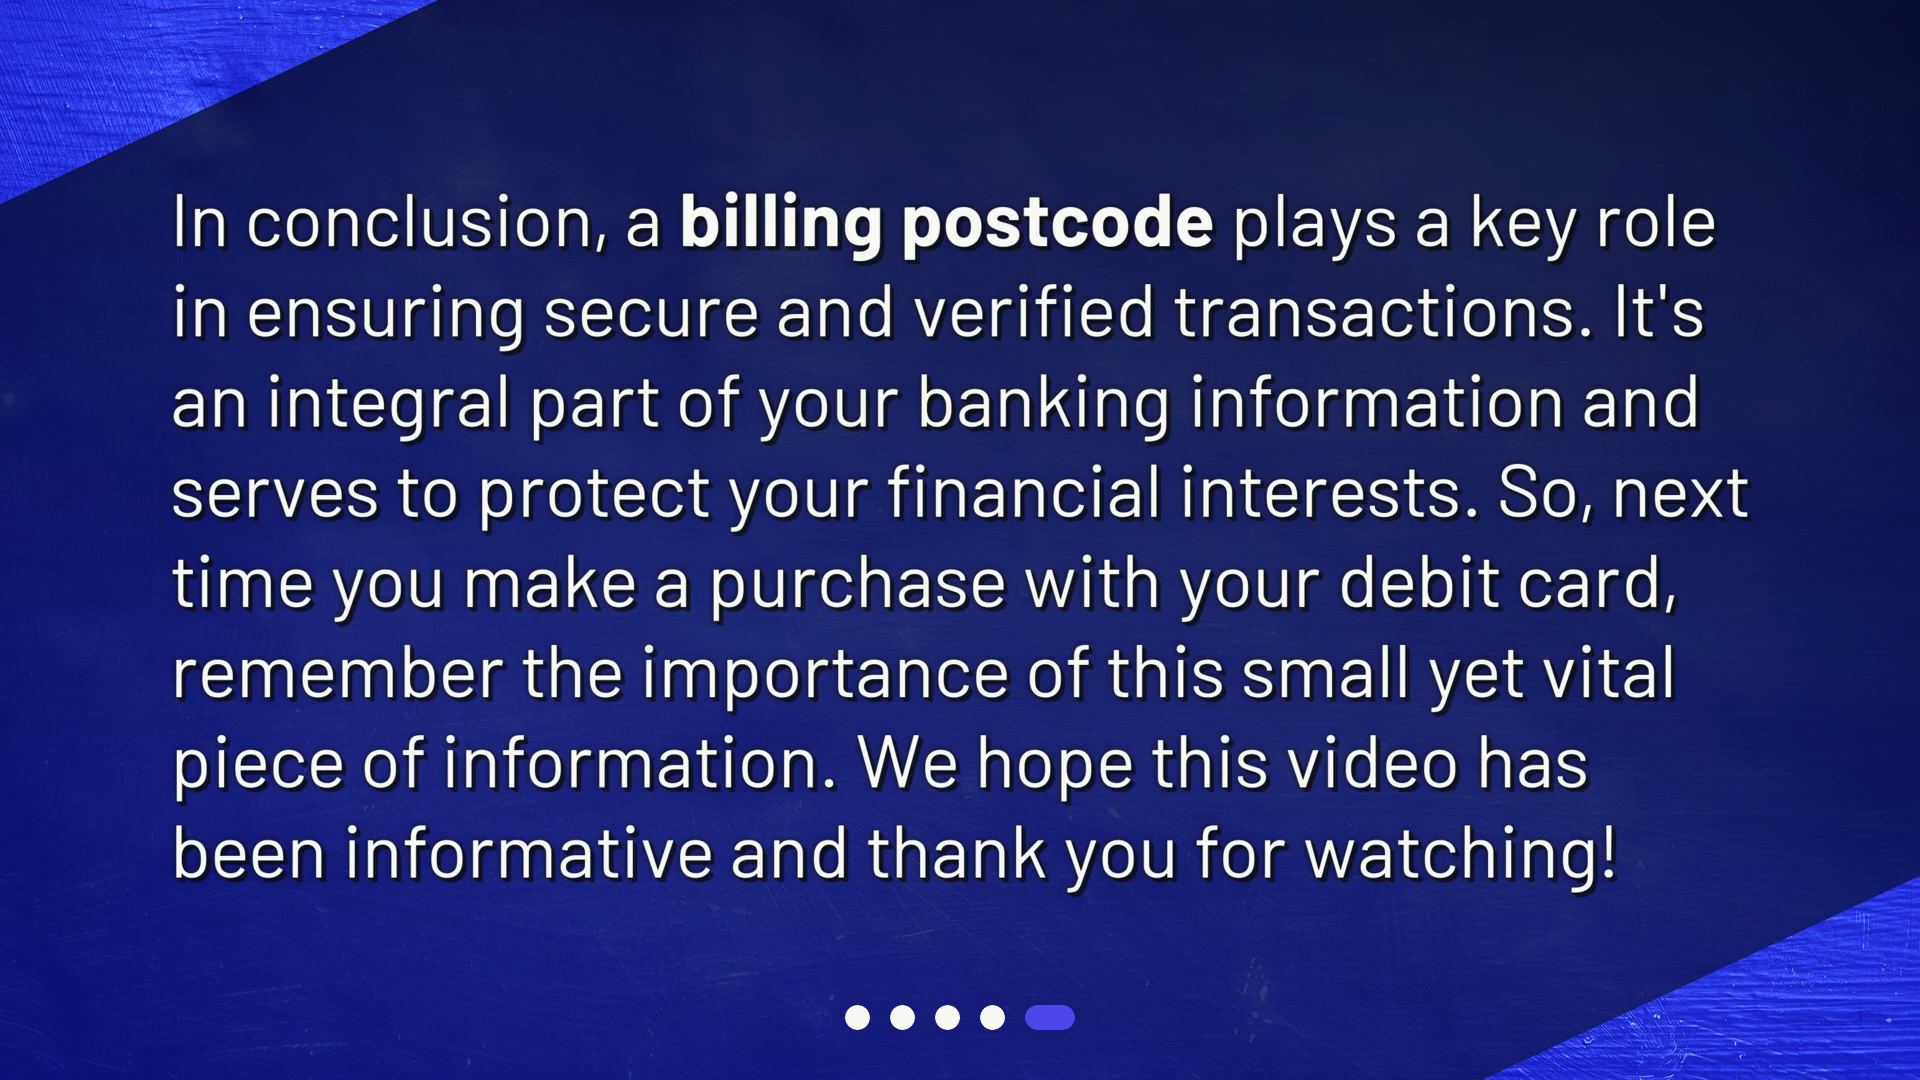 In conclusion, a billing postcode plays a key role
in ensuring secure and verified transactions. It's
an integral part of your banking information and
serves to protect your financial interests. So, next
time you make a purchase with your debit card,
remember the importance of this small yet vital
piece of information. We hope this video has
been informative and thank you for watching!